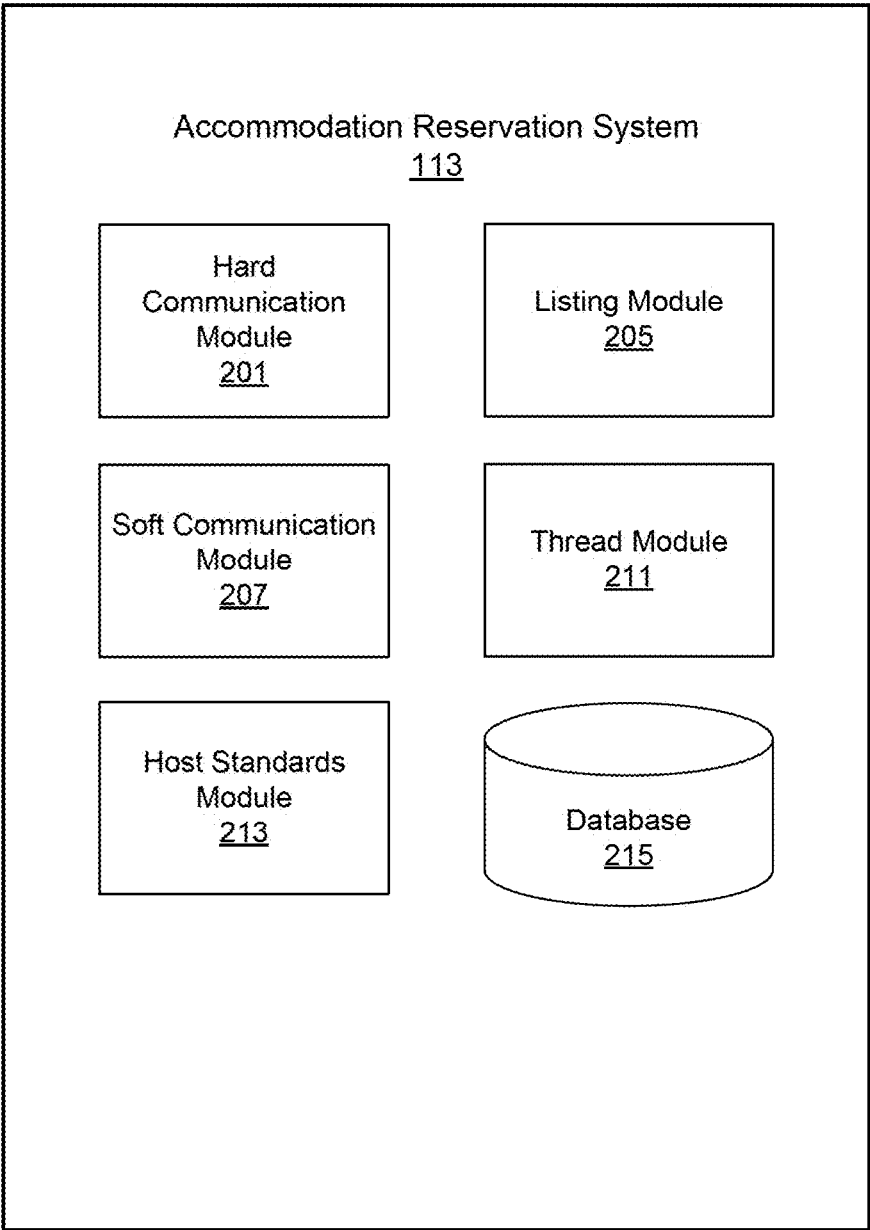 Accommodation Reservation System
113
Hard
Communication
Module
201
Listing Module
205
Soft Communication
Module
207
Thread Module
211
Host Standards
Module
213
Database
215